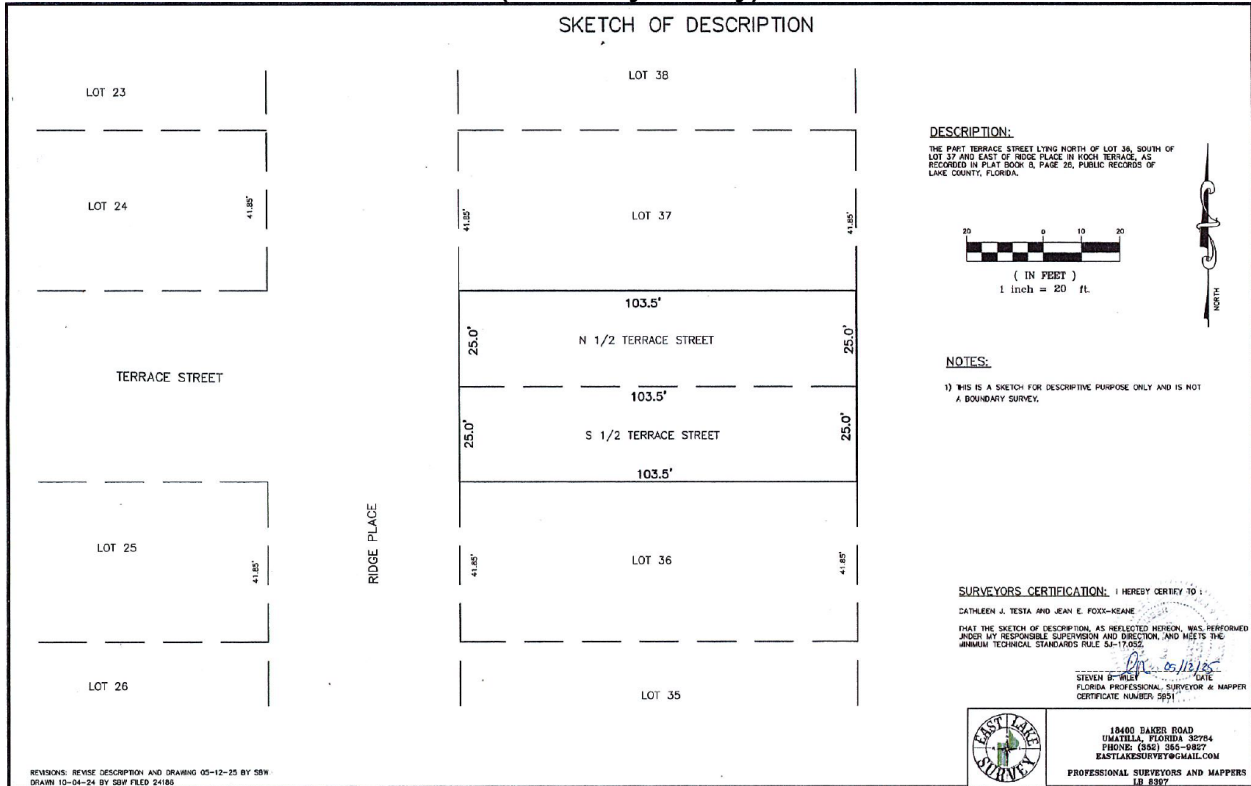 SKETCH OF DESCRIPTION
LOT 23
LOT 38
LOT 24
41.85'
41.85'
LOT 37
41.85'
103.5'
25.0'
N 1/2 TERRACE STREET
25.0'
TERRACE STREET
103.5'
25.0'
S 1/2 TERRACE STREET
25.0'
103.5'
RIDGE PLACE
LOT 25
41.85'
41.85'
LOT 36
41.85'
LOT 26
LOT 35
DESCRIPTION:
THE PART TERRACE STREET LYING NORTH OF LOT 36, SOUTH OF
LOT 37 AND EAST OF RIDGE PLACE IN KOCH TERRACE, AS
RECORDED IN PLAT BOOK 8, PAGE 26, PUBLIC RECORDS OF
LAKE COUNTY, FLORIDA.
20 0 10 20
( IN FEET )
1 inch = 20 ft.
NORTH
NOTES:
1) THIS IS A SKETCH FOR DESCRIPTIVE PURPOSE ONLY AND IS NOT
A BOUNDARY SURVEY.
SURVEYORS CERTIFICATION: I HEREBY CERTIFY TO :
CATHLEEN J. TESTA AND JEAN E. FOXX-KEANE
THAT THE SKETCH OF DESCRIPTION, AS REFLECTED HEREON, WAS PERFORMED
UNDER MY RESPONSIBLE SUPERVISION AND DIRECTION, AND MEETS THE
MINIMUM TECHNICAL STANDARDS RULE 5J-17.052.
05/12/25
STEVEN B. WILEY DATE
FLORIDA PROFESSIONAL SURVEYOR & MAPPER
CERTIFICATE NUMBER 5951
EAST LAKE
SURVEY
18400 BAKER ROAD
UMATILLA, FLORIDA 32784
PHONE: (352) 365-9827
EASTLAKESURVEY@GMAIL.COM
PROFESSIONAL SURVEYORS AND MAPPERS
LB 8397
REVISIONS: REVISE DESCRIPTION AND DRAWING 05-12-25 BY SBW
DRAWN 10-04-24 BY SBW FILED 24186